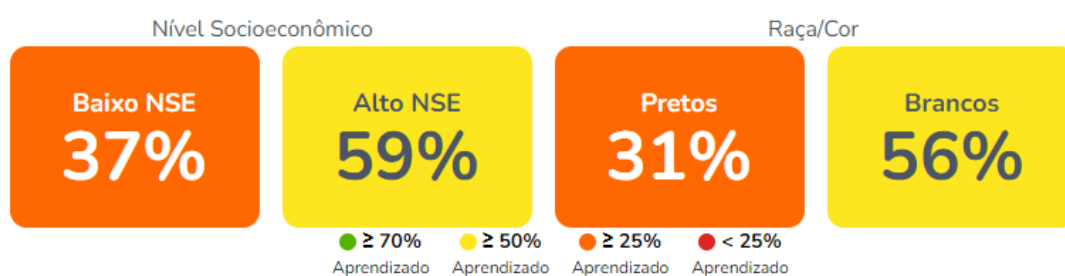 Nível Socioeconômico
Raça/Cor
Baixo NSE
37%
Alto NSE
59%
Pretos
31%
Brancos
56%
≥ 70%
Aprendizado
≥ 50%
Aprendizado
≥ 25%
Aprendizado
< 25%
Aprendizado